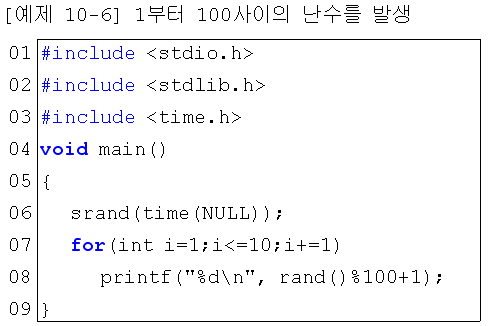 [예제 10-6] 1부터 100사이의 난수를 발생
01 #include <stdio.h>
02 #include <stdlib.h>
03 #include <time.h>
04 void main()
05 {
06 srand(time(NULL));
07 for(int i=1;i<=10;i+=1)
08 printf("%d\n", rand()%100+1);
09 }